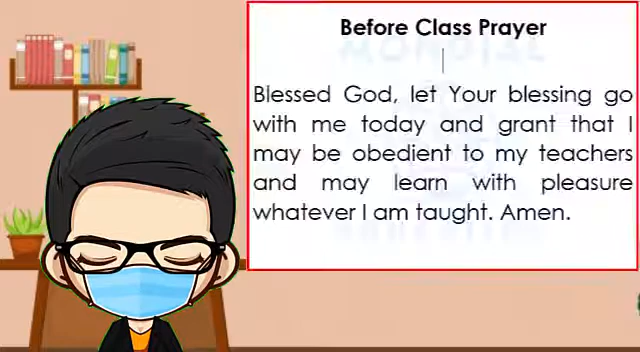 Before Class Prayer
Blessed God, let Your blessing go
with me today and grant that I
may be obedient to my teachers
and may learn with pleasure
whatever I am taught. Amen.